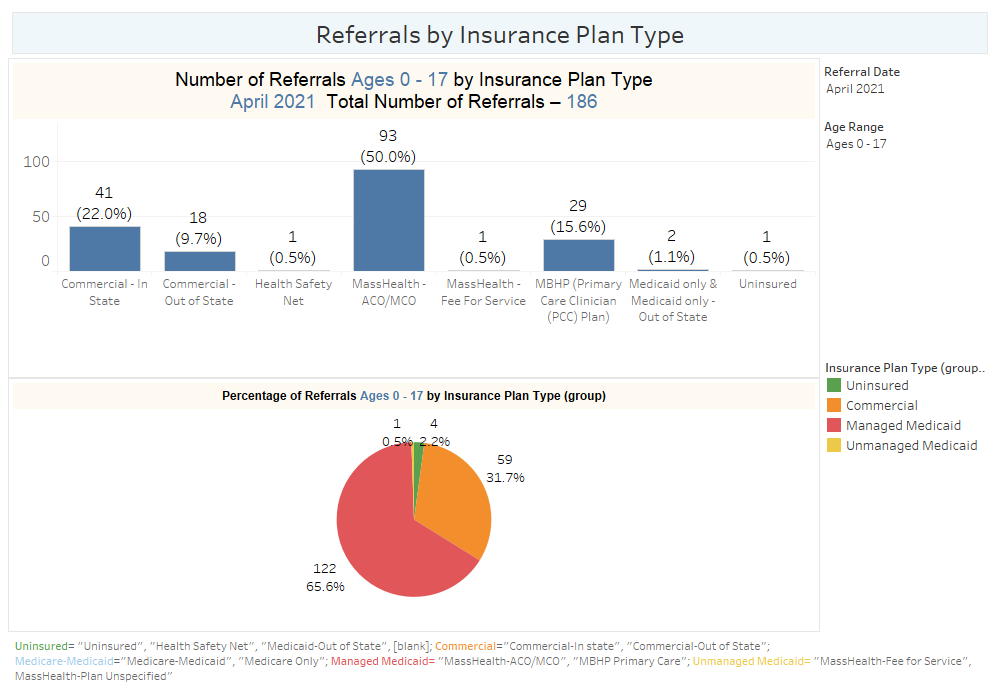 Referrals by Insurance Plan Type
Number of Referrals Ages 0 - 17 by Insurance Plan Type
April 2021 Total Number of Referrals – 186
Referral Date
April 2021
Age Range
Ages 0 - 17
100
50
0
41
(22.0%)
18
(9.7%)
1
(0.5%)
93
(50.0%)
1
(0.5%)
29
(15.6%)
2
(1.1%)
1
(0.5%)
Commercial - In
State
Commercial -
Out of State
Health Safety
Net
MassHealth -
ACO/MCO
MassHealth -
Fee For Service
MBHP (Primary
Care Clinician
(PCC) Plan)
Medicaid only &
Medicaid only -
Out of State
Uninsured
Insurance Plan Type (group..
Uninsured
Commercial
Managed Medicaid
Unmanaged Medicaid
Percentage of Referrals Ages 0 - 17 by Insurance Plan Type (group)
1
0.5%
4
2.2%
59
31.7%
122
65.6%
Uninsured= "Uninsured", "Health Safety Net", "Medicaid-Out of State", [blank]; Commercial="Commercial-In state", "Commercial-Out of State";
Medicare-Medicaid="Medicare-Medicaid", "Medicare Only"; Managed Medicaid= "MassHealth-ACO/MCO", "MBHP Primary Care"; Unmanaged Medicaid= "MassHealth-Fee for Service",
MassHealth-Plan Unspecified"